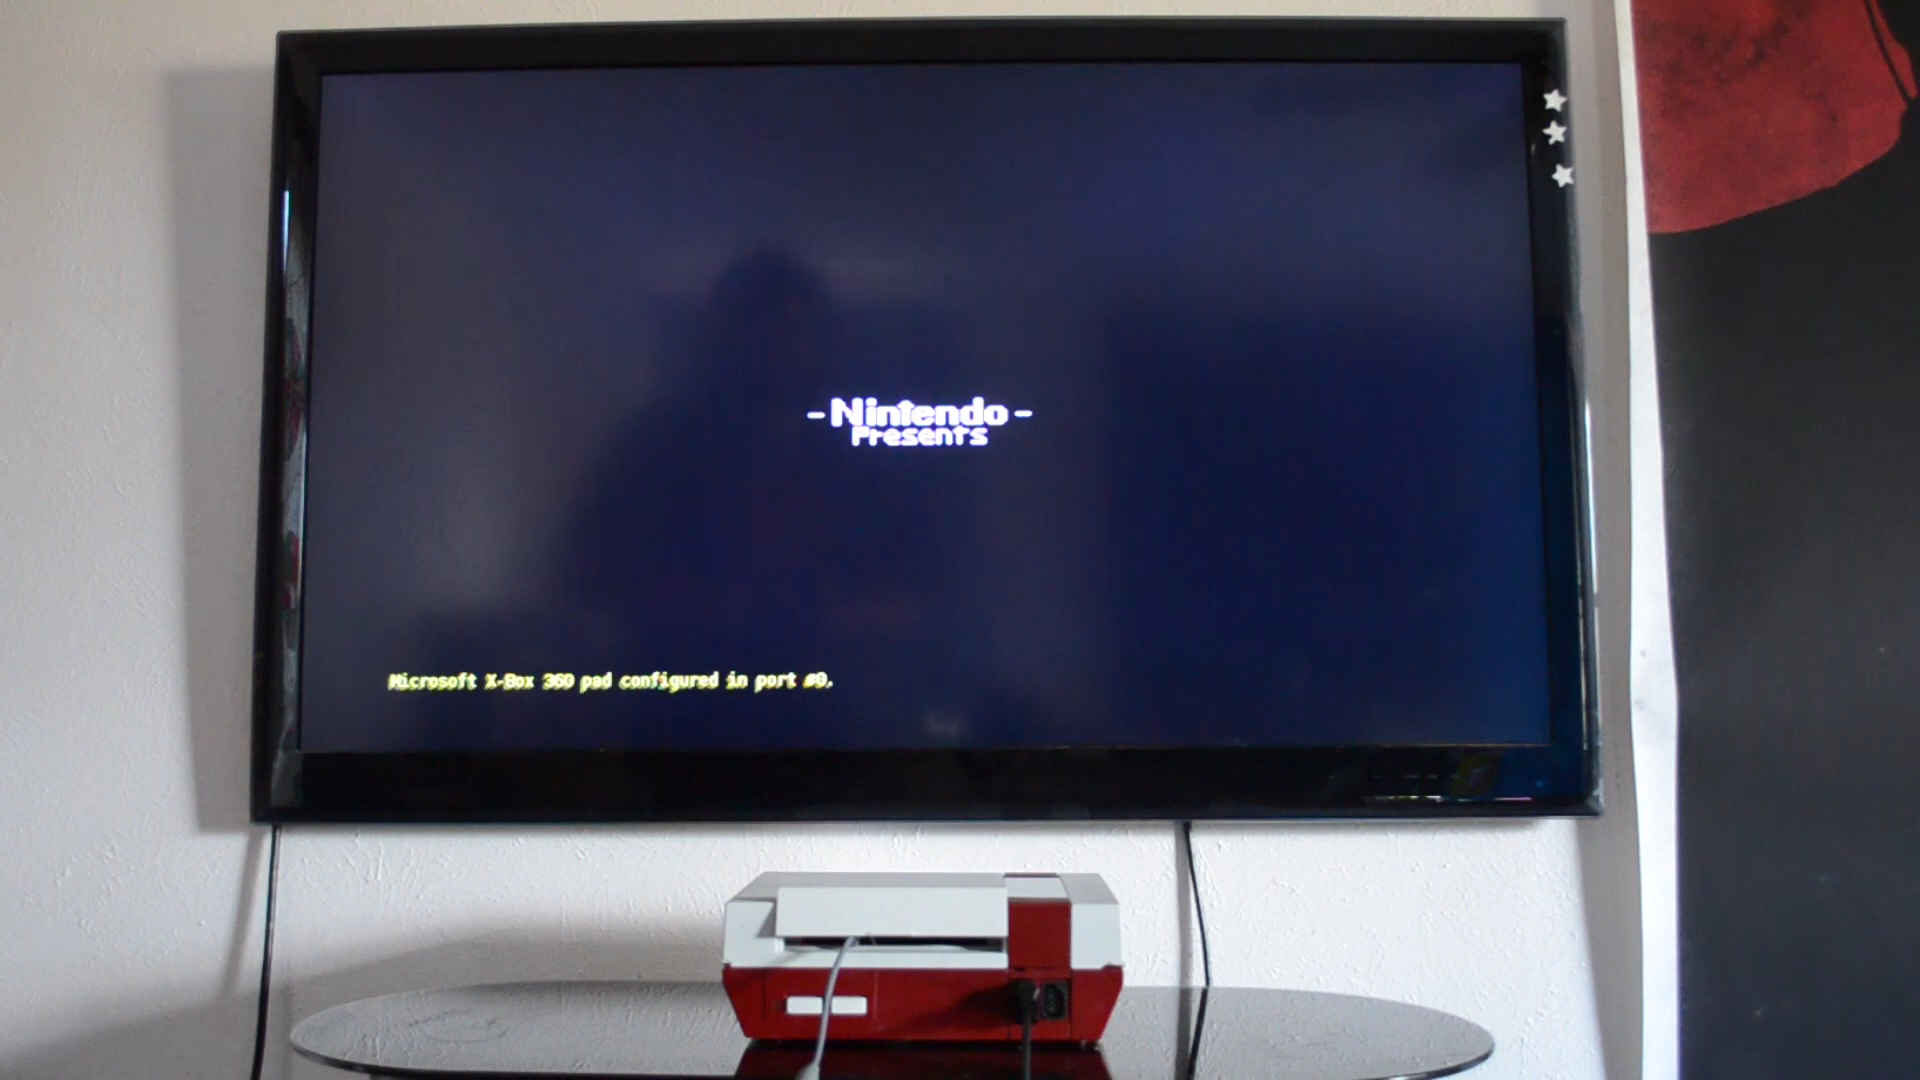 -Nintendo-
Presents
Microsoft X-Box 360 pad configured in port #0.